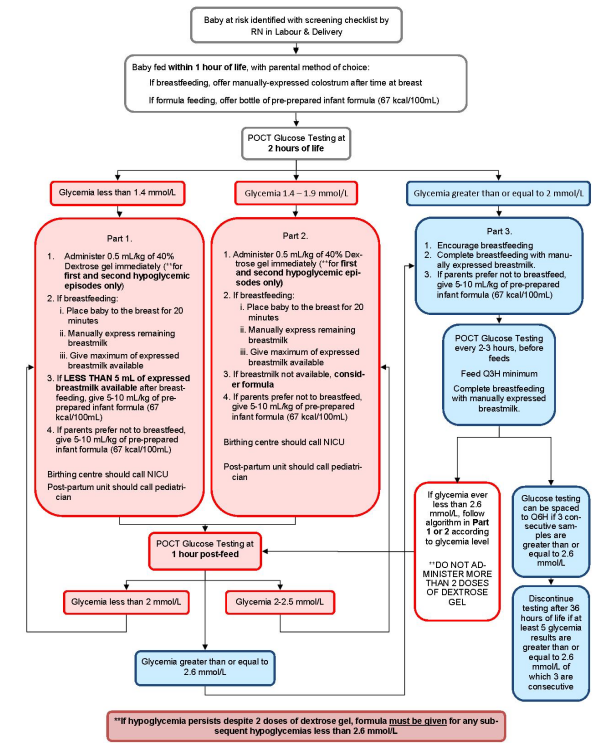 Baby at risk identified with screening checklist by
RN in Labour & Delivery
Baby fed within 1 hour of life, with parental method of choice:
If breastfeeding, offer manually-expressed colostrum after time at breast
If formula feeding, offer bottle of pre-prepared infant formula (67 kcal/100mL)
POCT Glucose Testing at
2 hours of life
Glycemia less than 1.4 mmol/L
Glycemia 1.4 – 1.9 mmol/L
Glycemia greater than or equal to 2 mmol/L
Part 1.
1. Administer 0.5 mL/kg of 40%
Dextrose gel immediately (**for
first and second hypoglycemic
episodes only)
2. If breastfeeding:
i. Place baby to the breast for 20
minutes
ii. Manually express remaining
breastmilk
iii. Give maximum of expressed
breastmilk available
3. If LESS THAN 5 mL of expressed
breastmilk available after breast-
feeding, give 5-10 mL/kg of pre-
prepared infant formula (67
kcal/100mL)
4. If parents prefer not to breastfeed,
give 5-10 mL/kg of pre-prepared
infant formula (67 kcal/100mL)
Birthing centre should call NICU
Post-partum unit should call pediatri-
cian
Part 2.
1. Administer 0.5 mL/kg of 40% Dex-
trose gel immediately (**for first
and second hypoglycemic epi-
sodes only)
2. If breastfeeding:
i. Place baby to the breast for 20
minutes
ii. Manually express remaining
breastmilk
iii. Give maximum of expressed
breastmilk available
3. If breastmilk not available, consid-
er formula
4. If parents prefer not to breastfeed,
give 5-10 mL/kg of pre-prepared
infant formula (67 kcal/100mL)
Birthing centre should call NICU
Post-partum unit should call pediatri-
cian
Part 3.
1. Encourage breastfeeding
2. Complete breastfeeding with manu-
ally expressed breastmilk.
3. If parents prefer not to breastfeed,
give 5-10 mL/kg of pre-prepared
infant formula (67 kcal/100mL)
POCT Glucose Testing
every 2-3 hours, before
feeds
Feed Q3H minimum
Complete breastfeeding
with manually expressed
breastmilk.
If glycemia ever
less than 2.6
mmol/L, follow
algorithm in Part
1 or 2 according
to glycemia level
**DO NOT AD-
MINISTER MORE
THAN 2 DOSES
OF DEXTROSE
GEL
Glucose testing
can be spaced
to Q6H if 3 con-
secutive sam-
ples are
greater than or
equal to 2.6
mmol/L
Discontinue
testing after 36
hours of life if at
least 5 glycemia
results are
greater than or
equal to 2.6
mmol/L of
which 3 are
consecutive
POCT Glucose Testing at
1 hour post-feed
Glycemia less than 2 mmol/L
Glycemia 2-2.5 mmol/L
Glycemia greater than or equal to
2.6 mmol/L
**If hypoglycemia persists despite 2 doses of dextrose gel, formula must be given for any sub-
sequent hypoglycemias less than 2.6 mmol/L